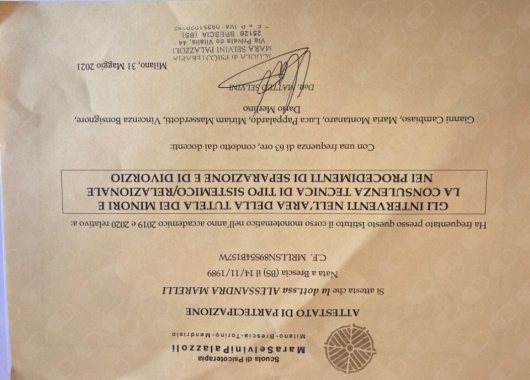 Scuola di Psicoterapia
MaraSelviniPalazzoli
Milano-Brescia-Torino-Mendrisio
ATTESTATO DI PARTECIPAZIONE
Si attesta che la dott.ssa ALESSANDRA MARELLI
Nata a Brescia (BS) il 14/11/1989
C.F. MRLLSN89S54B157W
Ha frequentato presso questo Istituto il corso monotematico nell'anno academico 2019 e 2020 relativo a:
GLI INTERVENTI NELL'AREA DELLA TUTELA DEI MINORI E
LA CONSULENZA TECNICA DI TIPO SISTEMICO/RELAZIONALE
NEI PROCEDIMENTI DI SEPARAZIONE E DI DIVORZIO
Con una frequenza di 63 ore, condotto dai docenti:
Gianni Cambiaso, Maria Montanaro, Luca Pappalardo, Miriam Masserdotti, Vincenza Bonsignore,
Dario Merlino
Dott. MATTEO SELVINI
Milano, 31 Maggio 2021
SCUOLA di PSICOTERAPIA
MARA SELVINI PALAZZOLI
Via Privata de Vitalis, 44
25126 BRESCIA (BS)